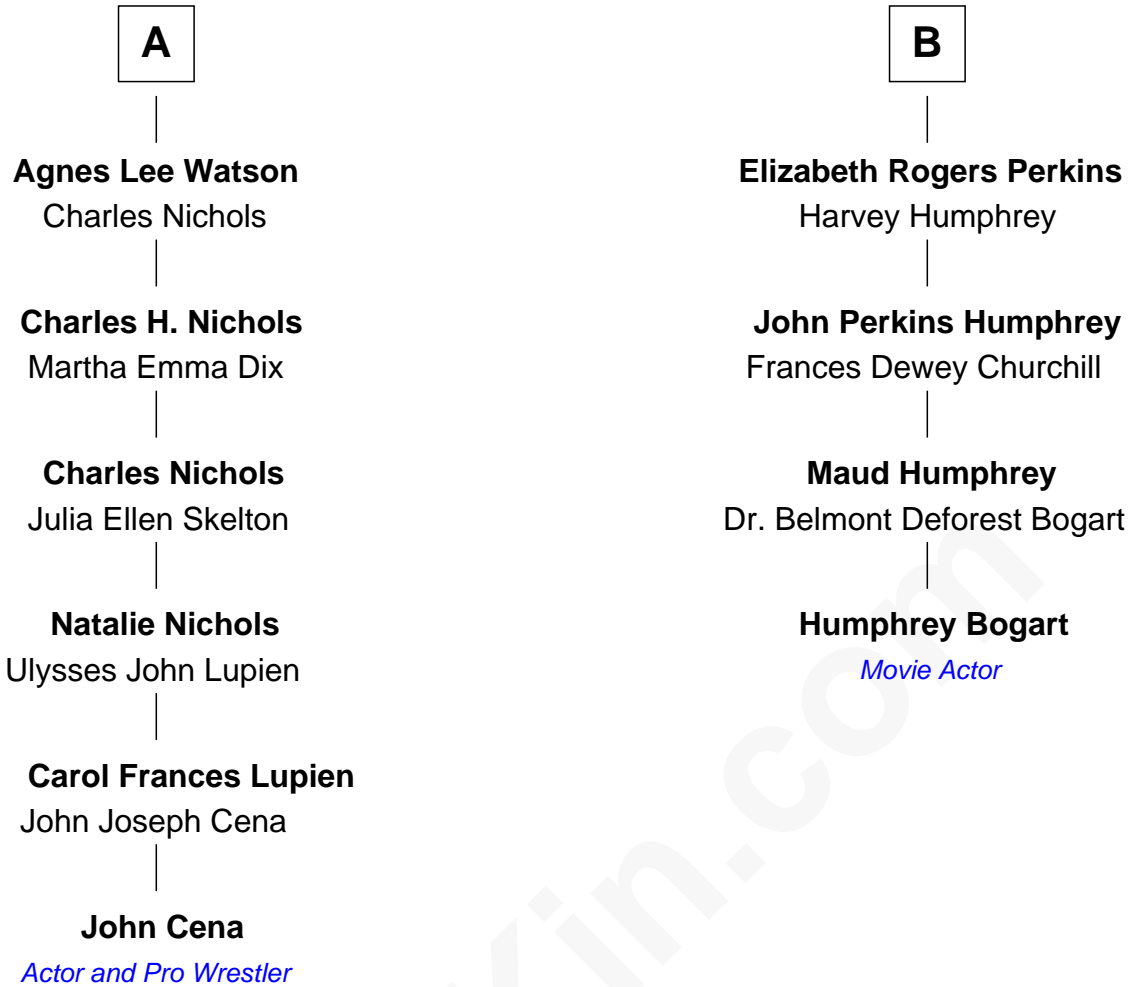 A
Agnes Lee Watson
Charles Nichols
Charles H. Nichols
Martha Emma Dix
Charles Nichols
Julia Ellen Skelton
Natalie Nichols
Ulysses John Lupien
Carol Frances Lupien
John Joseph Cena
John Cena
Actor and Pro Wrestler
B
Elizabeth Rogers Perkins
Harvey Humphrey
John Perkins Humphrey
Frances Dewey Churchill
Maud Humphrey
Dr. Belmont Deforest Bogart
Humphrey Bogart
Movie Actor
in.com